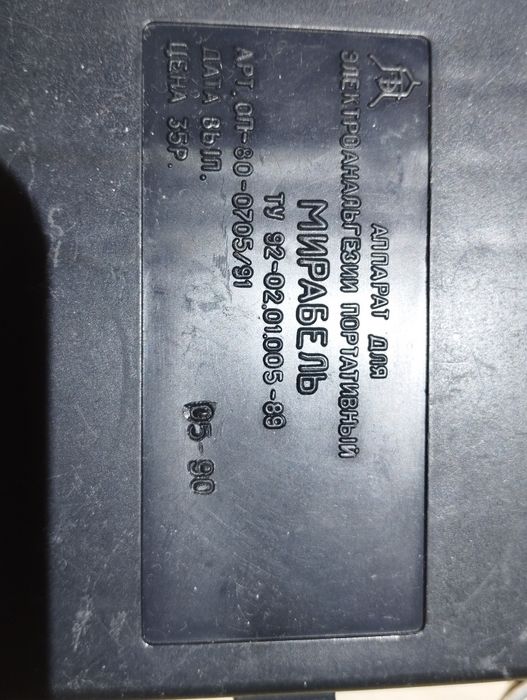 АППАРАТ ДЛЯ
ЭЛЕКТРОАНАЛЬГЕЗИИ ПОРТАТИВНЫЙ
МИРАБЕЛЬ
ТУ 92-02.01.005-89
АРТ. ОП-80-0705/91
ДАТА ВЫП. 05-90
ЦЕНА 35Р.